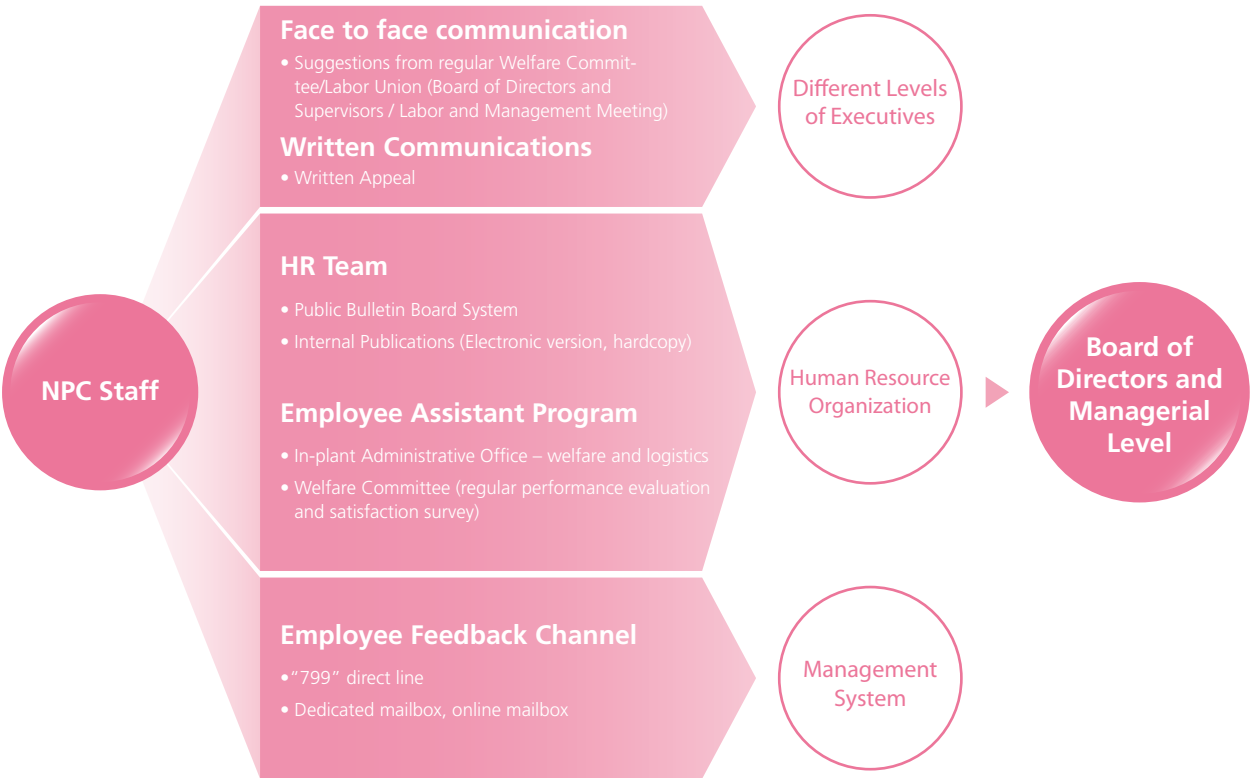 Face to face communication
• Suggestions from regular Welfare Commit-
tee/Labor Union (Board of Directors and
Supervisors / Labor and Management Meeting)
Written Communications
• Written Appeal
Different Levels
of Executives
NPC Staff
HR Team
• Public Bulletin Board System
• Internal Publications (Electronic version, hardcopy)
Employee Assistant Program
• In-plant Administrative Office – welfare and logistics
• Welfare Committee (regular performance evaluation
and satisfaction survey)
Human Resource
Organization
Board of
Directors and
Managerial
Level
Employee Feedback Channel
• “799” direct line
• Dedicated mailbox, online mailbox
Management
System